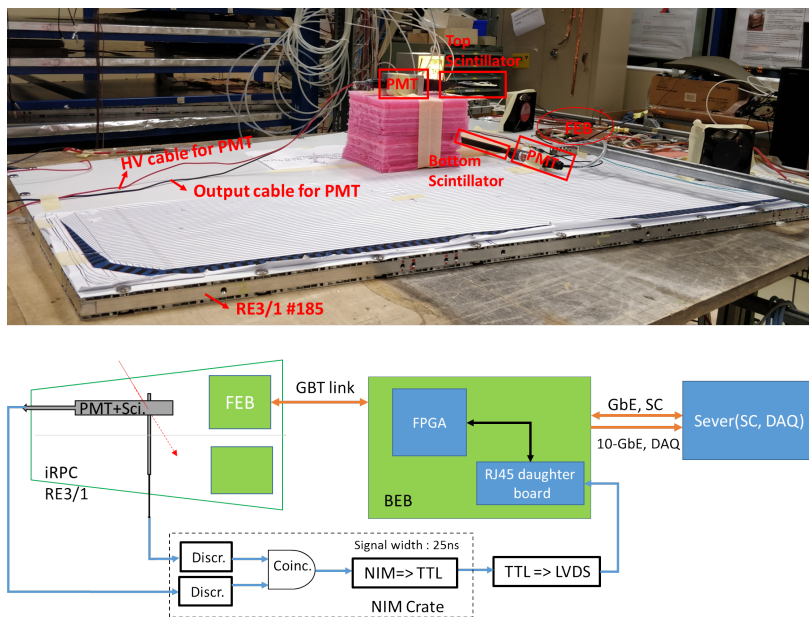 Top
Scintillator
PMT
FEB
HV cable for PMT
Bottom
Scintillator
PMT
Output cable for PMT
RE3/1 #185
GBT link
FEB
PMT+Sci.
iRPC
RE3/1
FPGA
RJ45 daughter
board
BEB
GbE, SC
10-GbE, DAQ
Sever(SC, DAQ)
Signal width : 25ns
Discr.
Discr.
Coinc.
NIM=> TTL
TTL => LVDS
NIM Crate